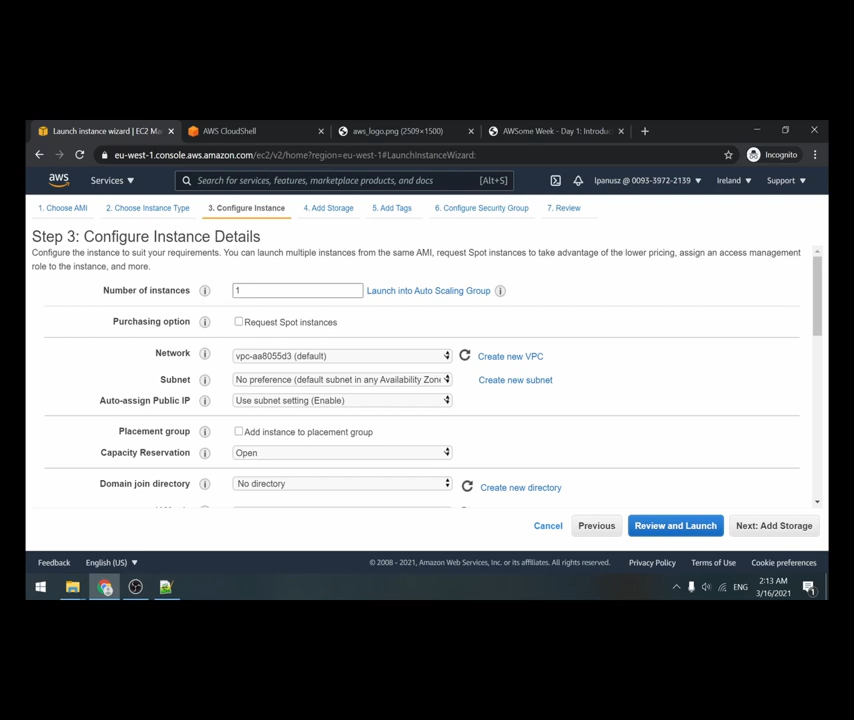 Launch instance wizard | EC2 Ma
AWS CloudShell
aws_logo.png (2509×1500)
AWSome Week - Day 1: Introduc
eu-west-1.console.aws.amazon.com/ec2/v2/home?region=eu-west-1#LaunchInstanceWizard:
Incognito
aws
Services
Search for services, features, marketplace products, and docs
[Alt+S]
lpanusz @ 0093-3972-2139
Ireland
Support
1. Choose AMI
2. Choose Instance Type
3. Configure Instance
4. Add Storage
5. Add Tags
6. Configure Security Group
7. Review
Step 3: Configure Instance Details
Configure the instance to suit your requirements. You can launch multiple instances from the same AMI, request Spot instances to take advantage of the lower pricing, assign an access management
role to the instance, and more.
Number of instances
1
Launch into Auto Scaling Group
Purchasing option
Request Spot instances
Network
vpc-aa8055d3 (default)
Create new VPC
Subnet
No preference (default subnet in any Availability Zone
Create new subnet
Auto-assign Public IP
Use subnet setting (Enable)
Placement group
Add instance to placement group
Capacity Reservation
Open
Domain join directory
No directory
Create new directory
Cancel
Previous
Review and Launch
Next: Add Storage
Feedback
English (US)
© 2008 - 2021, Amazon Web Services, Inc. or its affiliates. All rights reserved.
Privacy Policy
Terms of Use
Cookie preferences
ENG
2:13 AM
3/16/2021